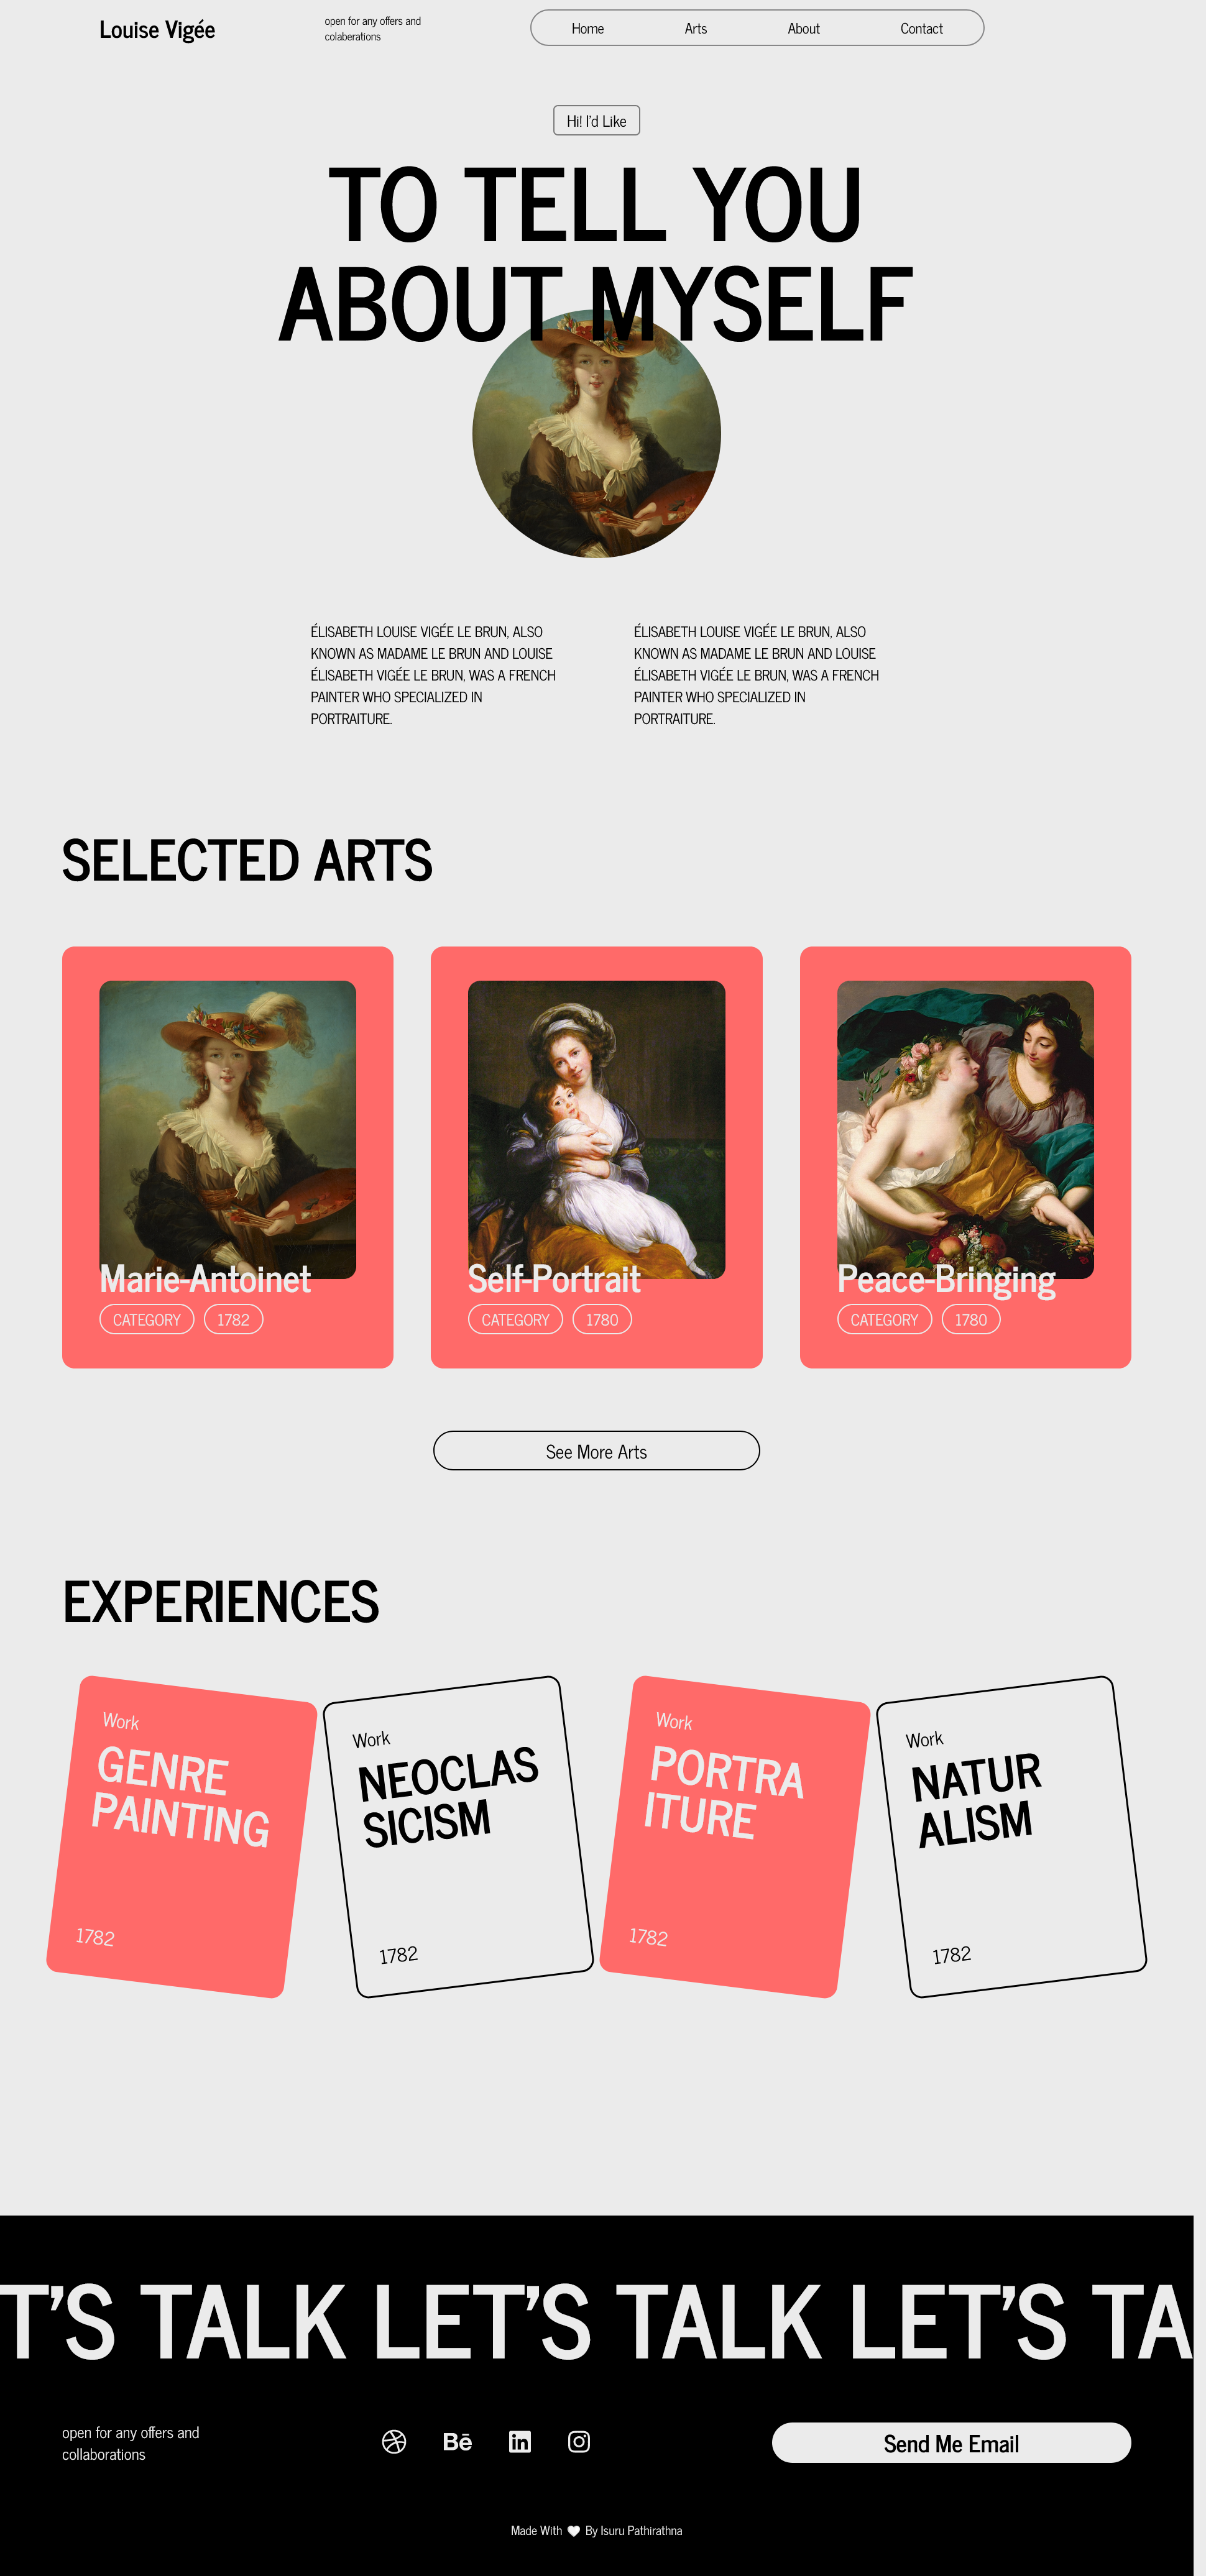 Louise Vigée
open for any offers and
colaberations
Home
Arts
About
Contact
Hi! I'd Like
TO TELL YOU
ABOUT MYSELF
ÉLISABETH LOUISE VIGÉE LE BRUN, ALSO
KNOWN AS MADAME LE BRUN AND LOUISE
ÉLISABETH VIGÉE LE BRUN, WAS A FRENCH
PAINTER WHO SPECIALIZED IN
PORTRAITURE.
ÉLISABETH LOUISE VIGÉE LE BRUN, ALSO
KNOWN AS MADAME LE BRUN AND LOUISE
ÉLISABETH VIGÉE LE BRUN, WAS A FRENCH
PAINTER WHO SPECIALIZED IN
PORTRAITURE.
SELECTED ARTS
Marie-Antoinet
CATEGORY
1782
Self-Portrait
CATEGORY
1780
Peace-Bringing
CATEGORY
1780
See More Arts
EXPERIENCES
Work
GENRE
PAINTING
1782
Work
NEOCLAS
SICISM
1782
Work
PORTRA
ITURE
1782
Work
NATUR
ALISM
1782
T'S TALK LET'S TALK LET'S TA
open for any offers and
collaborations
Bē
in
Send Me Email
Made With By Isuru Pathirathna